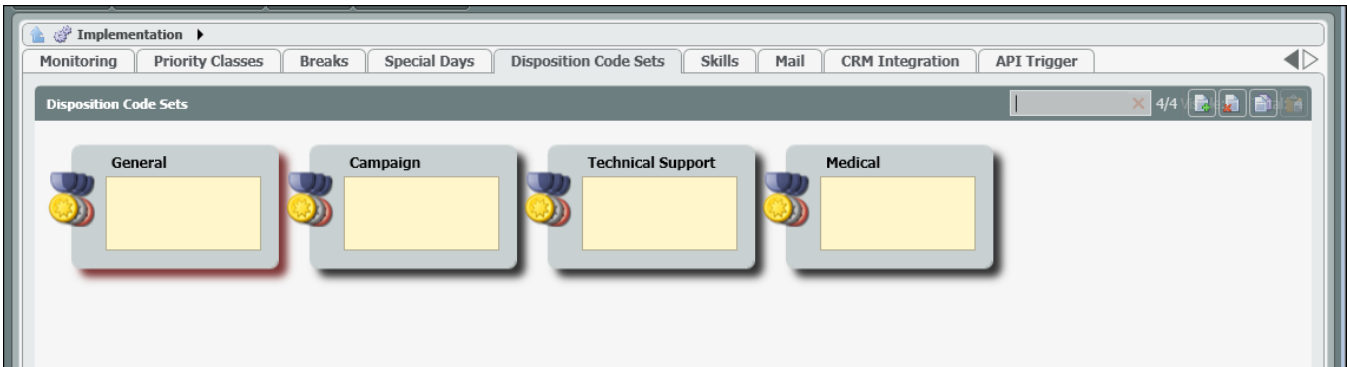 Implementation
Monitoring Priority Classes Breaks Special Days Disposition Code Sets Skills Mail CRM Integration API Trigger
Disposition Code Sets 4/4
General Campaign Technical Support Medical